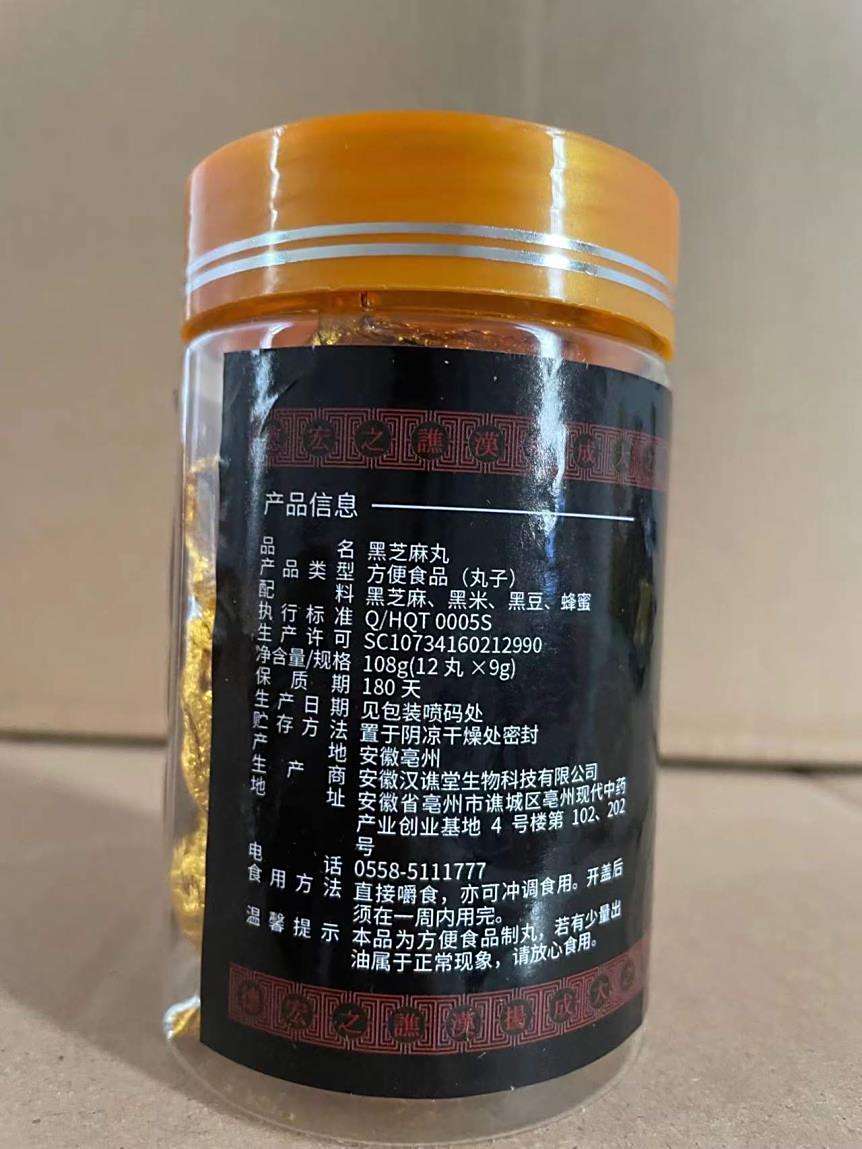 宏之譙漢 成大
产品信息
品名 黑芝麻丸
产品类型 方便食品（丸子）
配料 黑芝麻、黑米、黑豆、蜂蜜
执行标准 Q/HQT 0005S
生产许可 SC10734160212990
净含量/规格 108g(12 丸 ×9g)
保质期 180 天
生产日期 见包装喷码处
贮存方法 置于阴凉干燥处密封
产地 安徽亳州
生产商 安徽汉谯堂生物科技有限公司
地址 安徽省亳州市谯城区亳州现代中药
产业创业基地 4 号楼第 102、202
号
电话 0558-5111777
食用方法 直接嚼食，亦可冲调食用。开盖后
须在一周内用完。
温馨提示 本品为方便食品制丸，若有少量出
油属于正常现象，请放心食用。
宏之譙漢揚成大